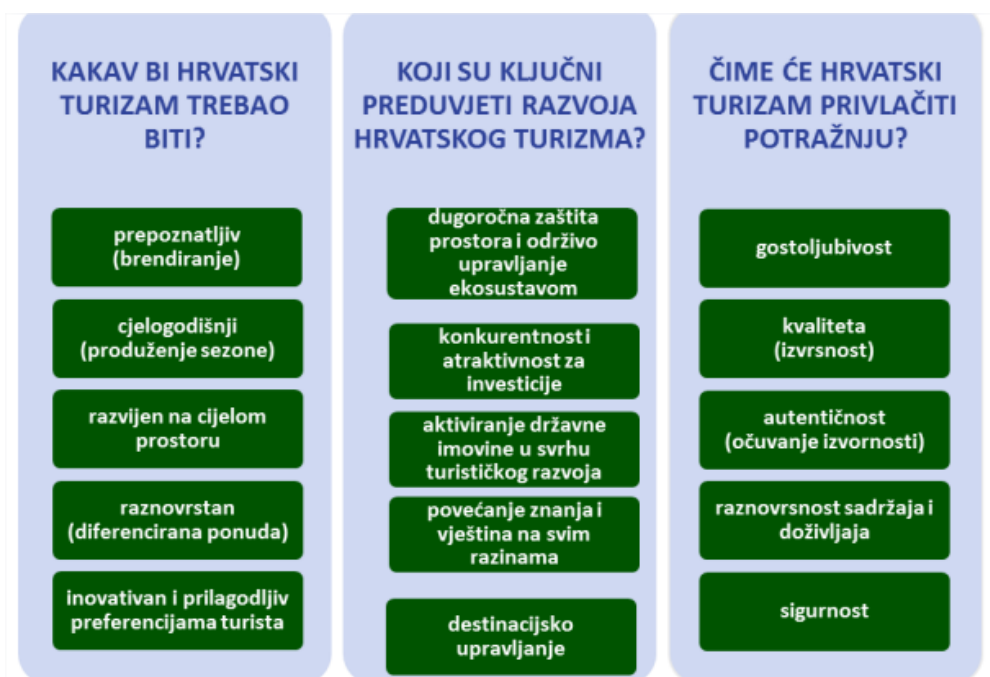 KAKAV BI HRVATSKI
TURIZAM TREBAO
BITI?
prepoznatljiv
(brendiranje)
cjelogodišnji
(produženje sezone)
razvijen na cijelom
prostoru
raznovrstan
(diferencirana ponuda)
inovativan i prilagodljiv
preferencijama turista
KOJI SU KLJUČNI
PREDUVJETI RAZVOJA
HRVATSKOG TURIZMA?
dugoročna zaštita
prostora i održivo
upravljanje
ekosustavom
konkurentnost i
atraktivnost za
investicije
aktiviranje državne
imovine u svrhu
turističkog razvoja
povećanje znanja i
vještina na svim
razinama
destinacijsko
upravljanje
ČIME ĆE HRVATSKI
TURIZAM PRIVLAČITI
POTRAŽNJU?
gostoljubivost
kvaliteta
(izvrsnost)
autentičnost
(očuvanje izvornosti)
raznovrsnost sadržaja i
doživljaja
sigurnost